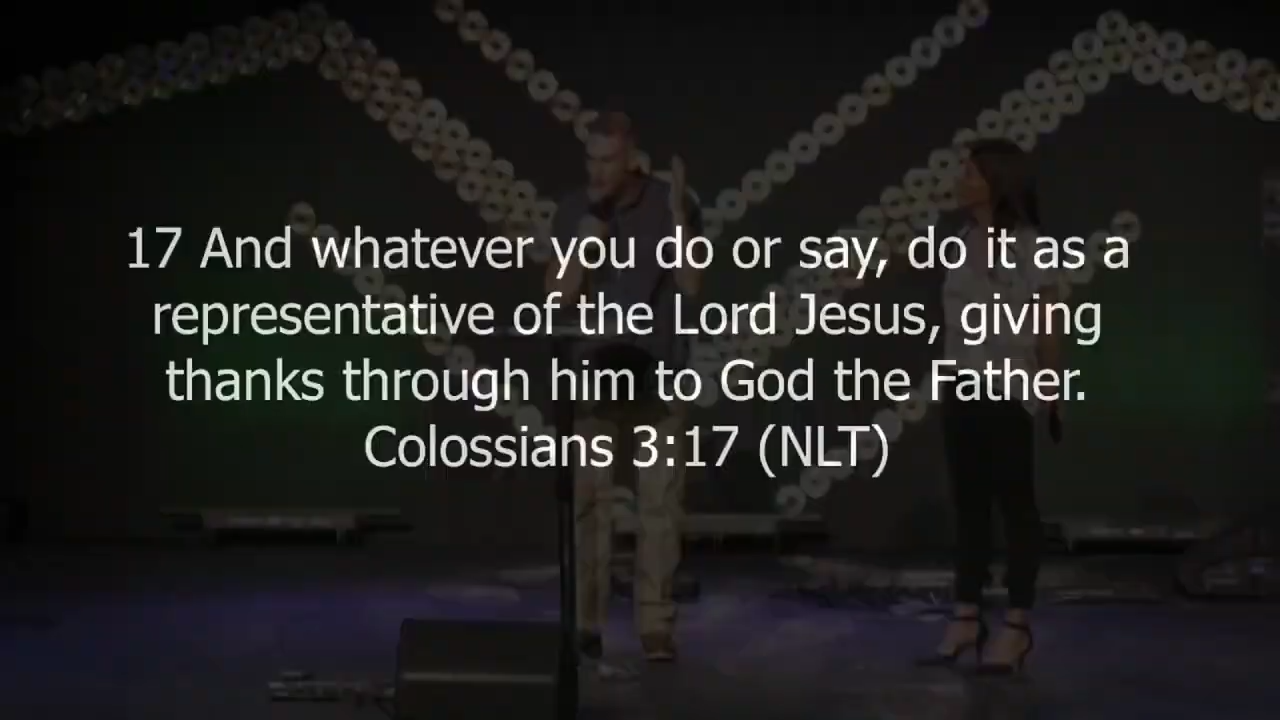 17 And whatever you do or say, do it as a
representative of the Lord Jesus, giving
thanks through him to God the Father.
Colossians 3:17 (NLT)